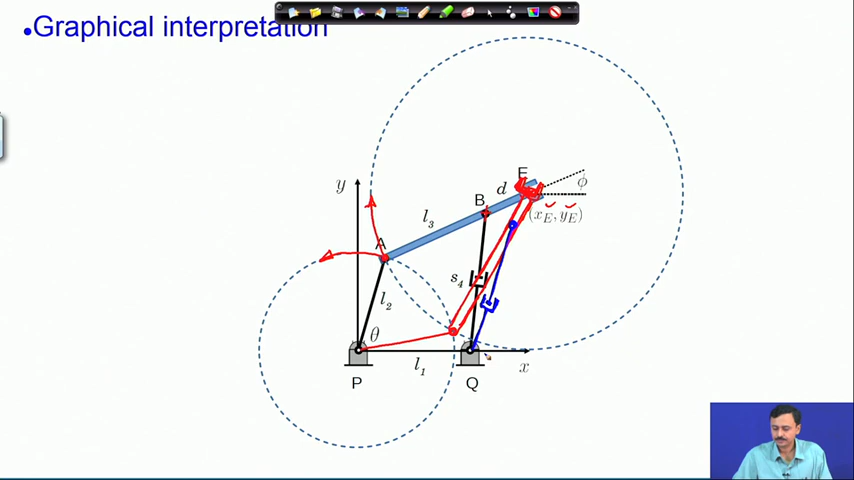 •Graphical interpretation
y
E
d
ϕ
B
(x_E, y_E)
l_3
A
s_4
l_2
θ
l_1
x
P
Q